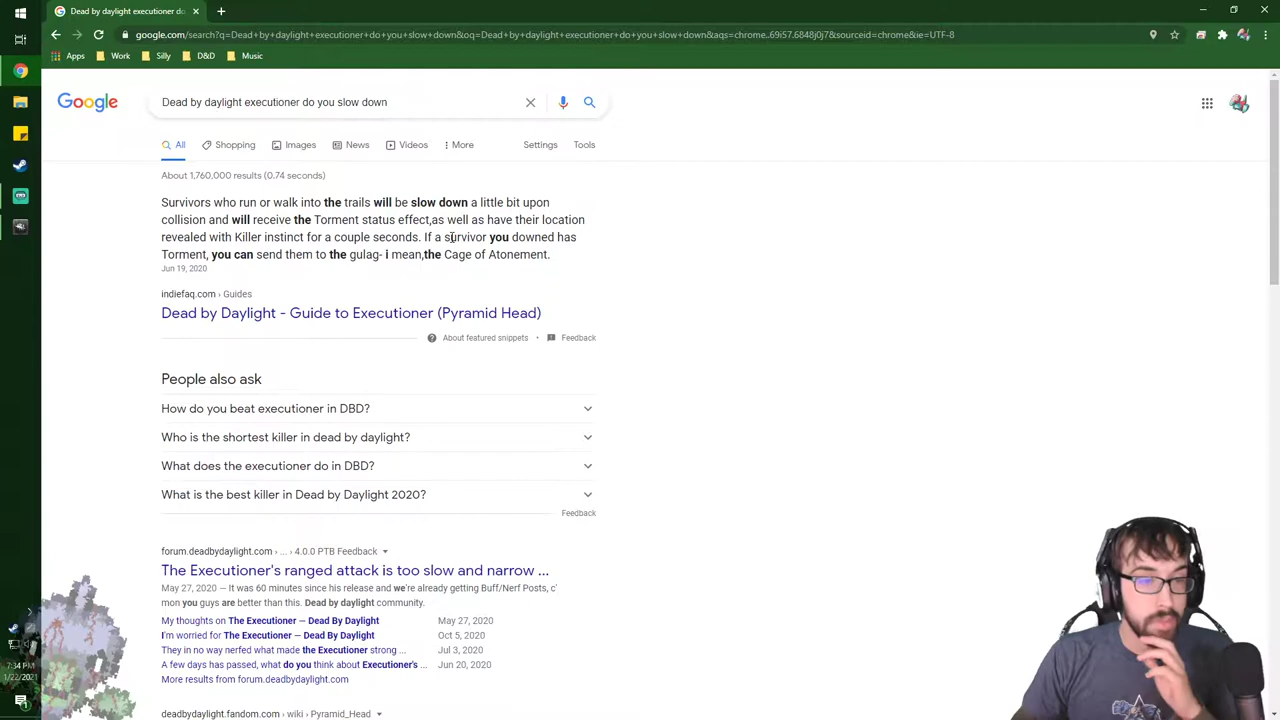 Dead by daylight executioner do y
google.com/search?q=Dead+by+daylight+executioner+do+you+slow+down&oq=Dead+by+daylight+executioner+do+you+slow+down&aqs=chrome..69i57.6848j0j7&sourceid=chrome&ie=UTF-8
Apps Work Silly D&D Music
Google
Dead by daylight executioner do you slow down
All Shopping Images News Videos More Settings Tools
About 1,760,000 results (0.74 seconds)
Survivors who run or walk into the trails will be slow down a little bit upon
collision and will receive the Torment status effect,as well as have their location
revealed with Killer instinct for a couple seconds. If a survivor you downed has
Torment, you can send them to the gulag- i mean,the Cage of Atonement.
Jun 19, 2020
indiefaq.com › Guides
Dead by Daylight - Guide to Executioner (Pyramid Head)
About featured snippets • Feedback
People also ask
How do you beat executioner in DBD?
Who is the shortest killer in dead by daylight?
What does the executioner do in DBD?
What is the best killer in Dead by Daylight 2020?
Feedback
forum.deadbydaylight.com › ... › 4.0.0 PTB Feedback
The Executioner's ranged attack is too slow and narrow ...
May 27, 2020 — It was 60 minutes since his release and we're already getting Buff/Nerf Posts, c'
mon you guys are better than this. Dead by daylight community.
My thoughts on The Executioner — Dead By Daylight May 27, 2020
I'm worried for The Executioner — Dead By Daylight Oct 5, 2020
They in no way nerfed what made the Executioner strong ... Jul 3, 2020
A few days has passed, what do you think about Executioner's ... Jun 20, 2020
More results from forum.deadbydaylight.com
deadbydaylight.fandom.com › wiki › Pyramid_Head
7:34 PM
1/22/2021